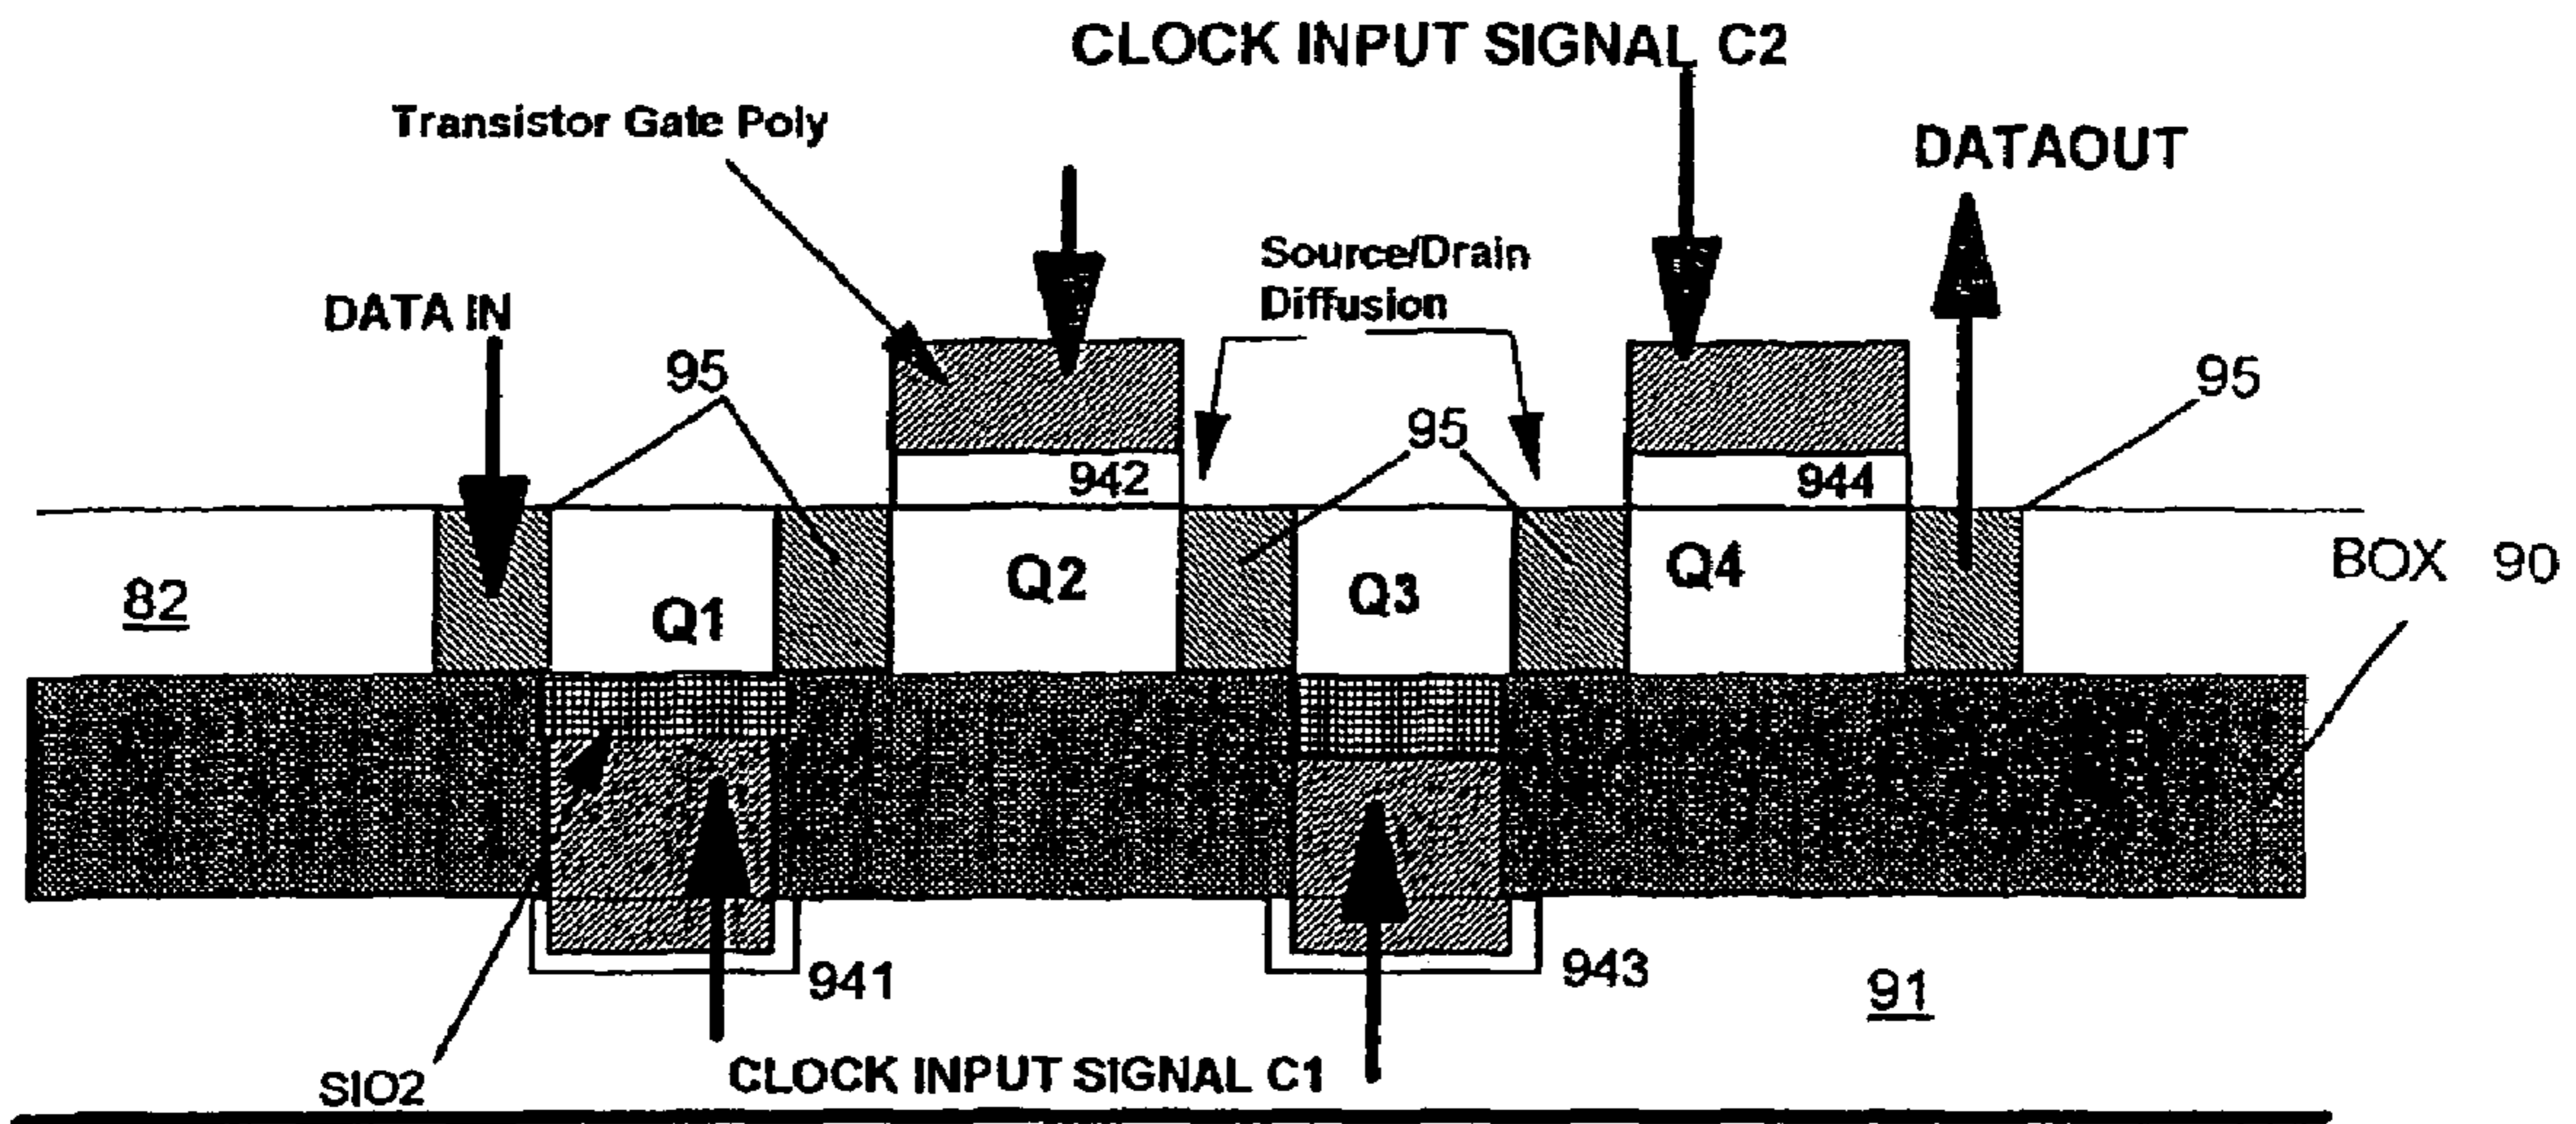 CLOCK INPUT SIGNAL C2
Transistor Gate Poly
DATAOUT
Source/Drain
Diffusion
DATA IN
95
95
95
942
944
82
Q1
Q2
Q3
Q4
BOX 90
941
943
91
SIO2
CLOCK INPUT SIGNAL C1